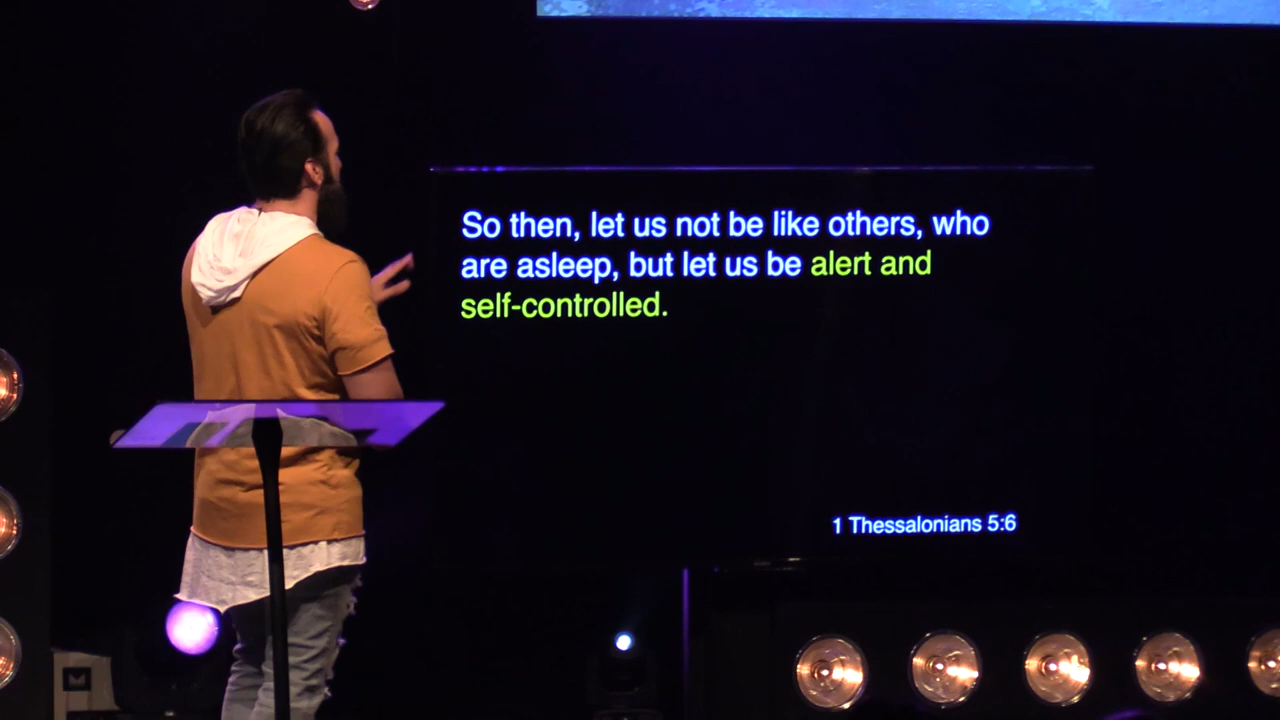 So then, let us not be like others, who
are asleep, but let us be alert and
self-controlled.
1 Thessalonians 5:6